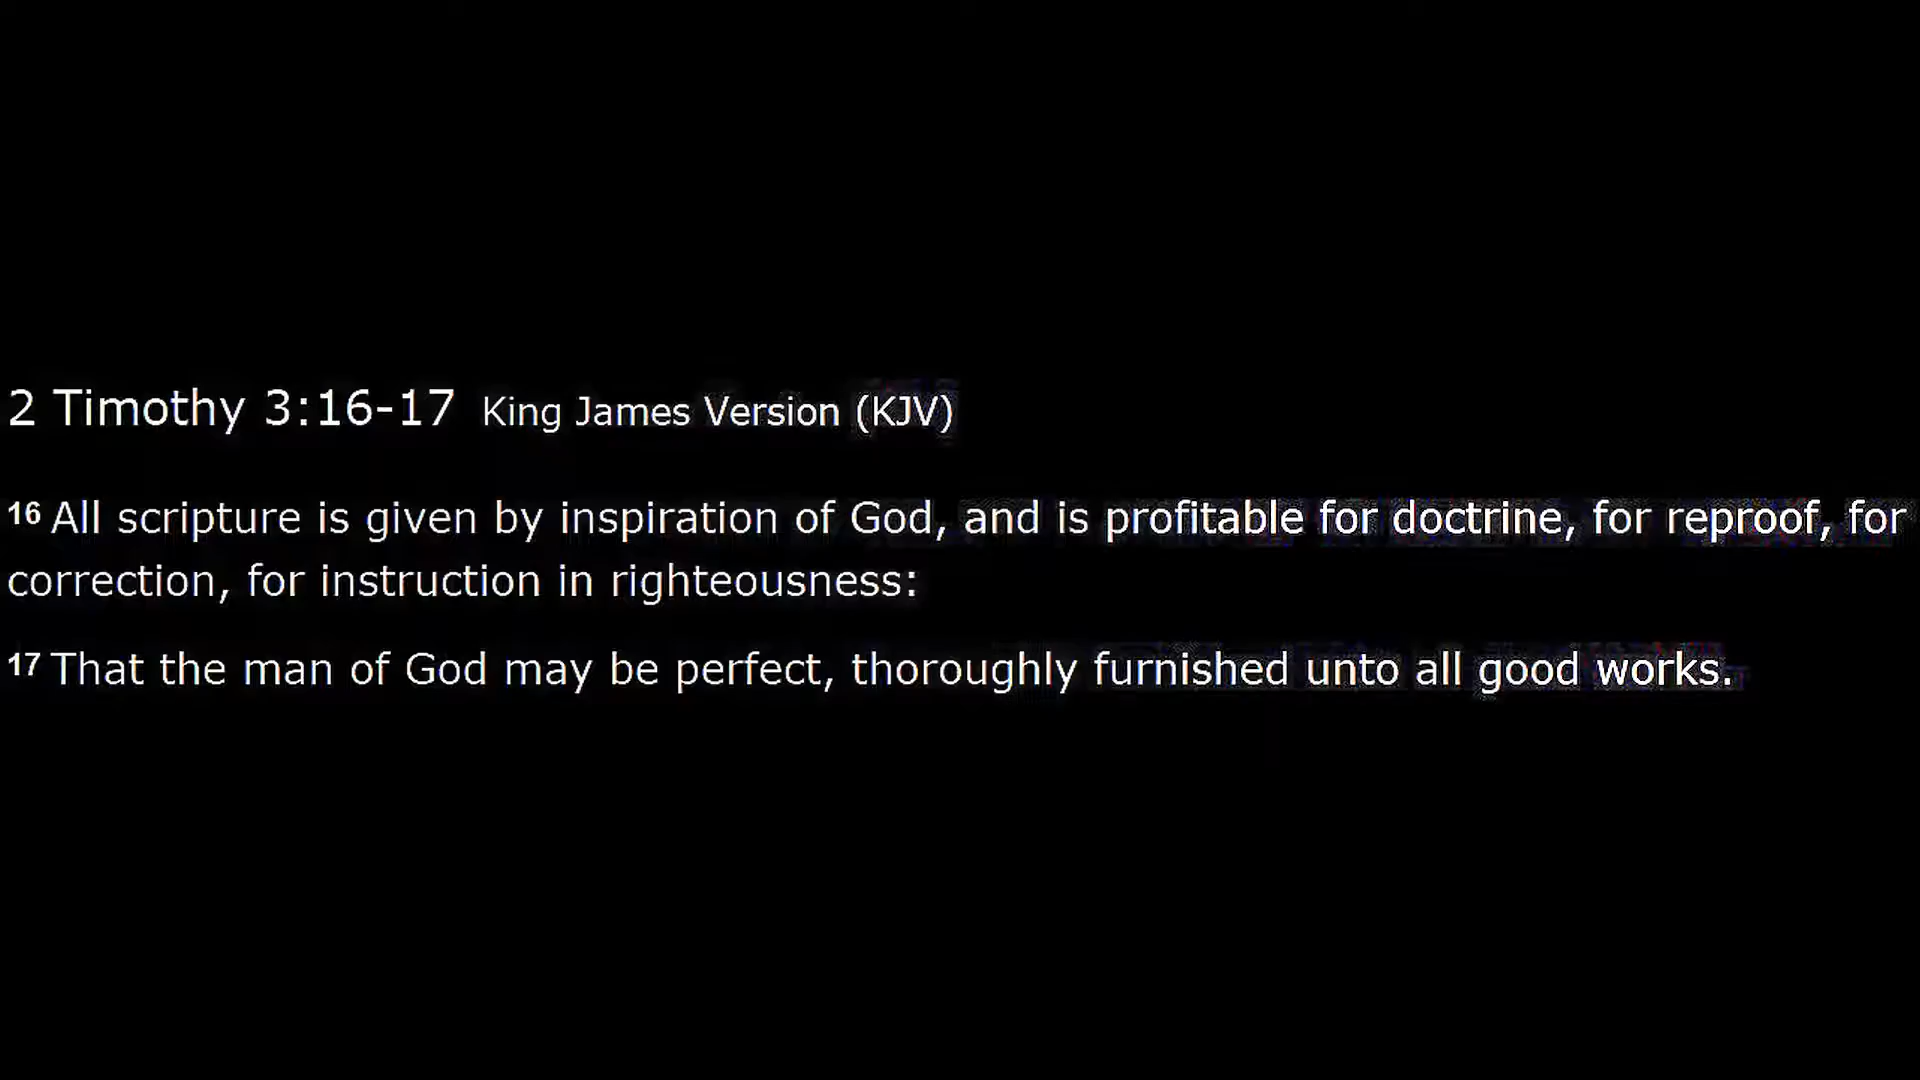 2 Timothy 3:16-17 King James Version (KJV)
16 All scripture is given by inspiration of God, and is profitable for doctrine, for reproof, for
correction, for instruction in righteousness:
17 That the man of God may be perfect, thoroughly furnished unto all good works.